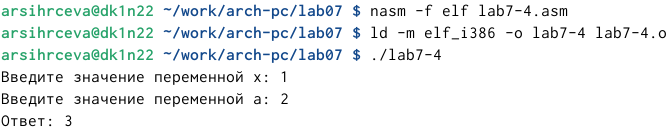 arsihrceva@dk1n22 ~/work/arch-pc/lab07 $ nasm -f elf lab7-4.asm
arsihrceva@dk1n22 ~/work/arch-pc/lab07 $ ld -m elf_i386 -o lab7-4 lab7-4.o
arsihrceva@dk1n22 ~/work/arch-pc/lab07 $ ./lab7-4
Введите значение переменной x: 1
Введите значение переменной a: 2
Ответ: 3